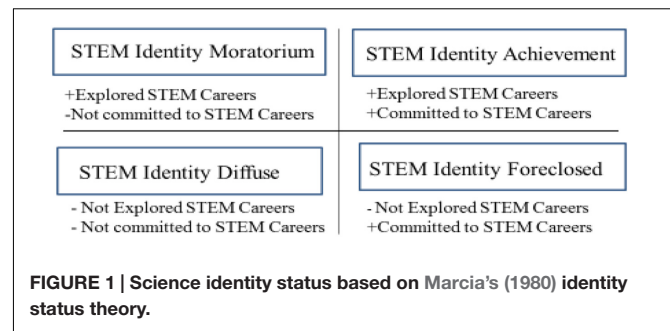 STEM Identity Moratorium
+Explored STEM Careers
-Not committed to STEM Careers
STEM Identity Achievement
+Explored STEM Careers
+Committed to STEM Careers
STEM Identity Diffuse
- Not Explored STEM Careers
- Not committed to STEM Careers
STEM Identity Foreclosed
- Not Explored STEM Careers
+Committed to STEM Careers
FIGURE 1 | Science identity status based on Marcia's (1980) identity
status theory.